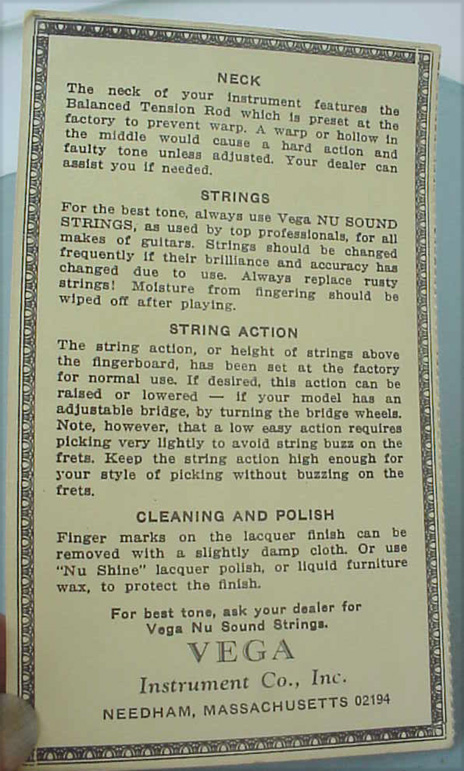 NECK
The neck of your instrument features the
Balanced Tension Rod which is preset at the
factory to prevent warp. A warp or hollow in
the middle would cause a hard action and
faulty tone unless adjusted. Your dealer can
assist you if needed.
STRINGS
For the best tone, always use Vega NU SOUND
STRINGS, as used by top professionals, for all
makes of guitars. Strings should be changed
frequently if their brilliance and accuracy has
changed due to use. Always replace rusty
strings! Moisture from fingering should be
wiped off after playing.
STRING ACTION
The string action, or height of strings above
the fingerboard, has been set at the factory
for normal use. If desired, this action can be
raised or lowered — if your model has an
adjustable bridge, by turning the bridge wheels.
Note, however, that a low easy action requires
picking very lightly to avoid string buzz on the
frets. Keep the string action high enough for
your style of picking without buzzing on the
frets.
CLEANING AND POLISH
Finger marks on the lacquer finish can be
removed with a slightly damp cloth. Or use
"Nu Shine" lacquer polish, or liquid furniture
wax, to protect the finish.
For best tone, ask your dealer for
Vega Nu Sound Strings.
VEGA
Instrument Co., Inc.
NEEDHAM, MASSACHUSETTS 02194